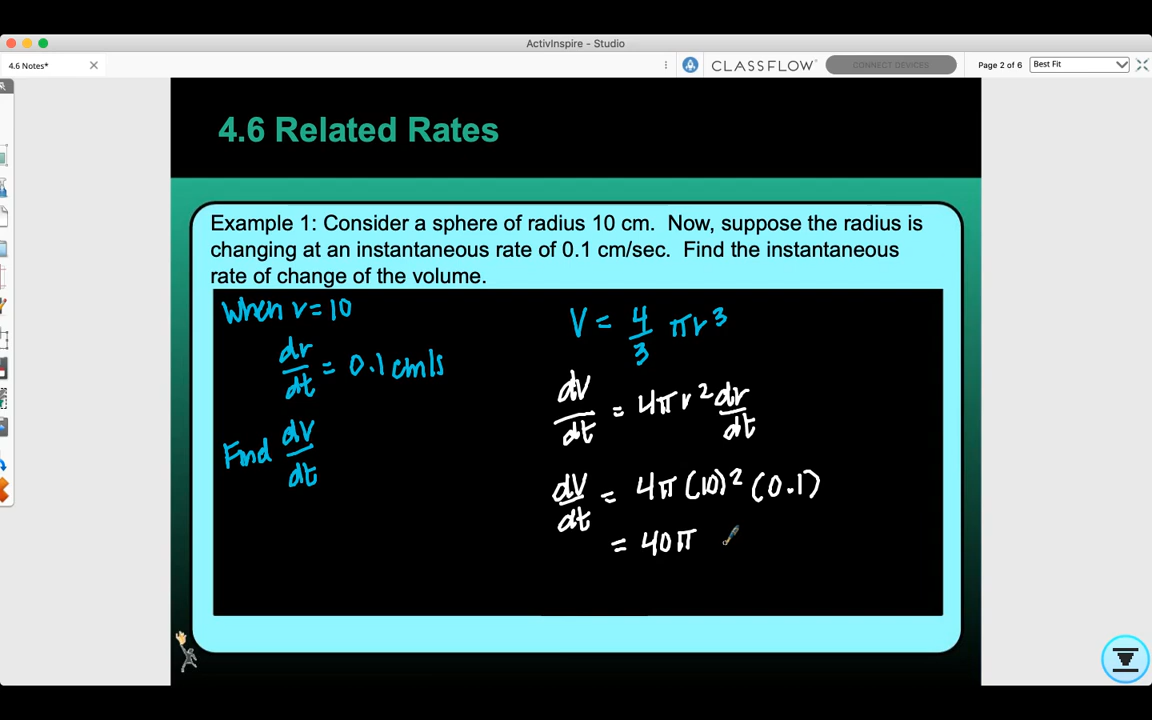 ActivInspire - Studio
4.6 Notes*
CLASSFLOW
CONNECT DEVICES
Page 2 of 6
Best Fit
4.6 Related Rates
Example 1: Consider a sphere of radius 10 cm. Now, suppose the radius is
changing at an instantaneous rate of 0.1 cm/sec. Find the instantaneous
rate of change of the volume.
When r = 10
dr/dt = 0.1 cm/s
Find dV/dt
V = 4/3 πr³
dV/dt = 4πr² dr/dt
dV/dt = 4π(10)²(0.1)
= 40π